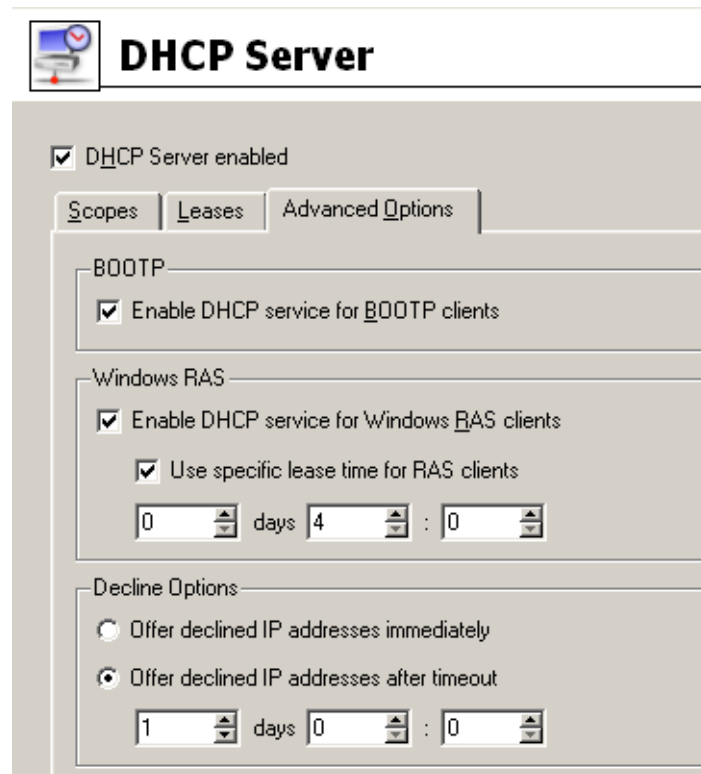 DHCP Server
DHCP Server enabled
Scopes Leases Advanced Options
BOOTP
Enable DHCP service for BOOTP clients
Windows RAS
Enable DHCP service for Windows RAS clients
Use specific lease time for RAS clients
0 days 4 : 0
Decline Options
Offer declined IP addresses immediately
Offer declined IP addresses after timeout
1 days 0 : 0